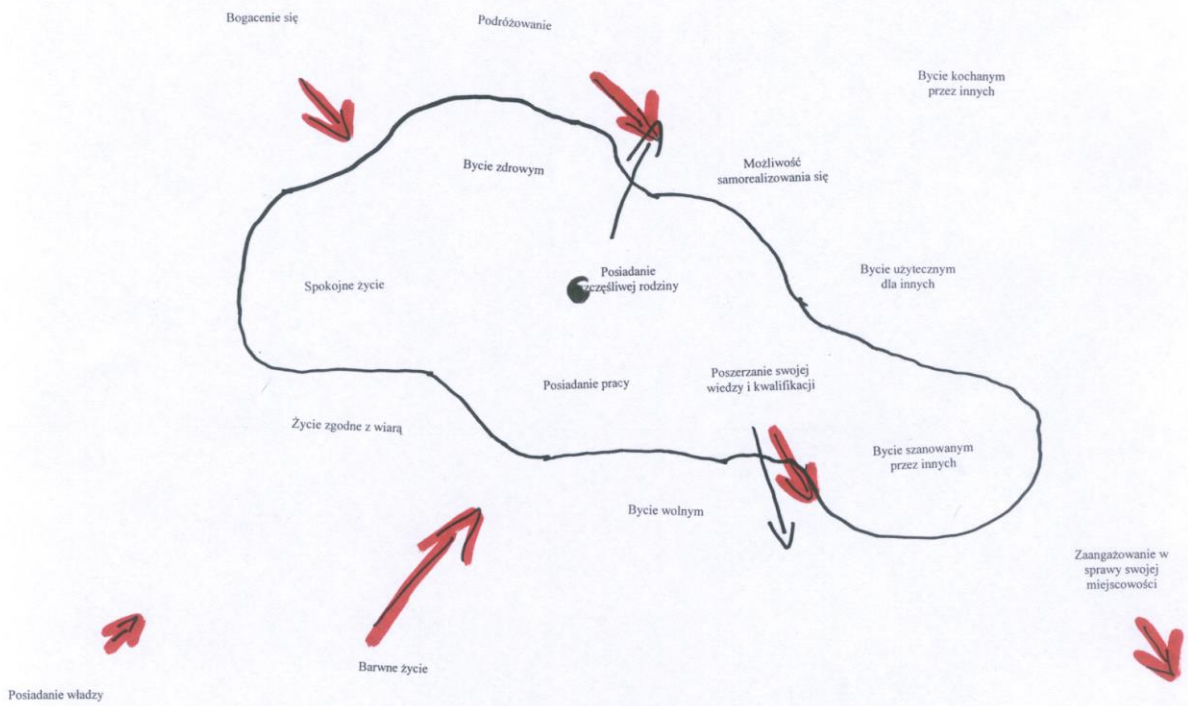 Bogacenie się
Podróżowanie
Bycie kochanym
przez innych
Bycie zdrowym
Możliwość
samorealizowania się
Spokojne życie
Posiadanie
zczęśliwej rodziny
Bycie użytecznym
dla innych
Posiadanie pracy
Poszerzanie swojej
wiedzy i kwalifikacji
Życie zgodne z wiarą
Bycie szanowanym
przez innych
Bycie wolnym
Zaangażowanie w
sprawy swojej
miejscowości
Barwne życie
Posiadanie władzy